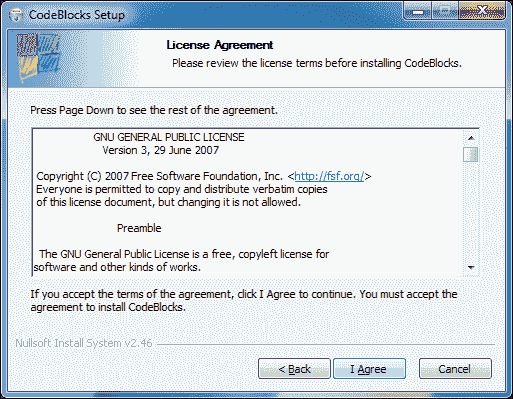 CodeBlocks Setup
License Agreement
Please review the license terms before installing CodeBlocks.
Press Page Down to see the rest of the agreement.
GNU GENERAL PUBLIC LICENSE
Version 3, 29 June 2007
Copyright (C) 2007 Free Software Foundation, Inc. <http://fsf.org/>
Everyone is permitted to copy and distribute verbatim copies
of this license document, but changing it is not allowed.
Preamble
The GNU General Public License is a free, copyleft license for
software and other kinds of works.
If you accept the terms of the agreement, click I Agree to continue. You must accept the
agreement to install CodeBlocks.
Nullsoft Install System v2.46
< Back
I Agree
Cancel